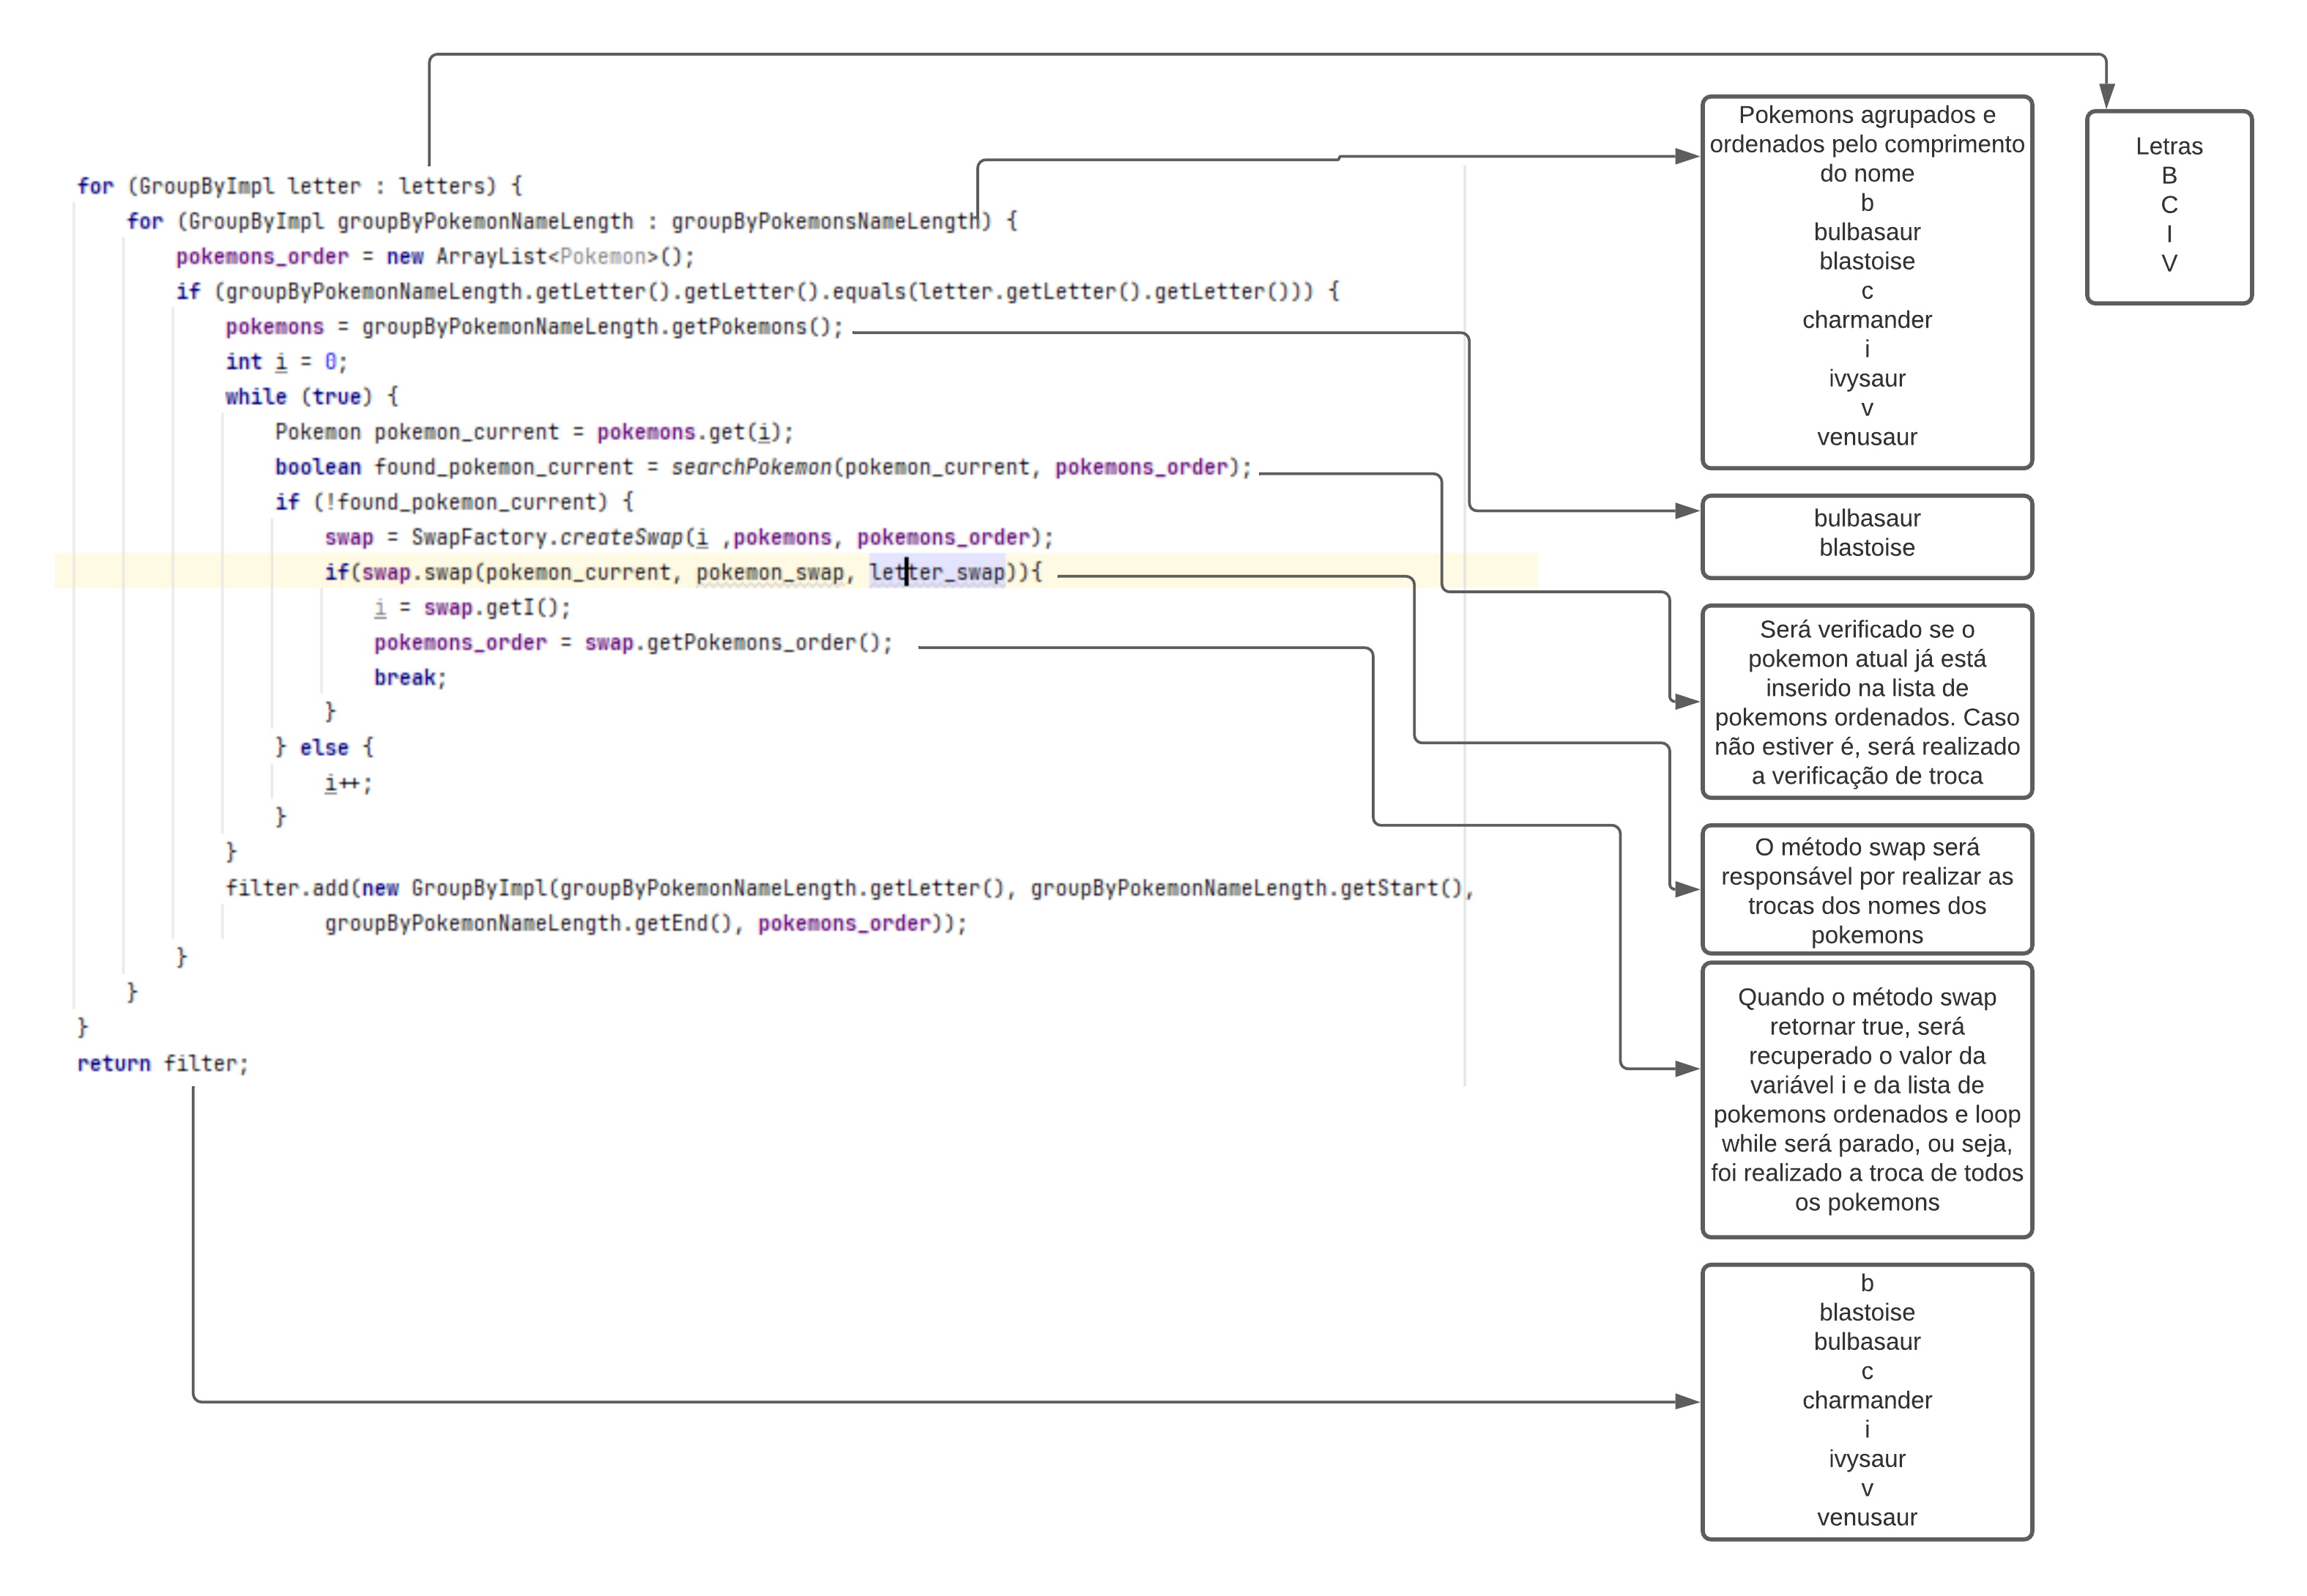 for (GroupByImpl letter : letters) {
for (GroupByImpl groupByPokemonNameLength : groupByPokemonsNameLength) {
pokemons_order = new ArrayList<Pokemon>();
if (groupByPokemonNameLength.getLetter().getLetter().equals(letter.getLetter().getLetter())) {
pokemons = groupByPokemonNameLength.getPokemons();
int i = 0;
while (true) {
Pokemon pokemon_current = pokemons.get(i);
boolean found_pokemon_current = searchPokemon(pokemon_current, pokemons_order);
if (!found_pokemon_current) {
swap = SwapFactory.createSwap(i ,pokemons, pokemons_order);
if(swap.swap(pokemon_current, pokemon_swap, letter_swap)){
i = swap.getI();
pokemons_order = swap.getPokemons_order();
break;
}
} else {
i++;
}
}
filter.add(new GroupByImpl(groupByPokemonNameLength.getLetter(), groupByPokemonNameLength.getStart(),
groupByPokemonNameLength.getEnd(), pokemons_order));
}
}
}
return filter;
Pokemons agrupados e
ordenados pelo comprimento
do nome
b
bulbasaur
blastoise
c
charmander
i
ivysaur
v
venusaur
Letras
B
C
I
V
bulbasaur
blastoise
Será verificado se o
pokemon atual já está
inserido na lista de
pokemons ordenados. Caso
não estiver é, será realizado
a verificação de troca
O método swap será
responsável por realizar as
trocas dos nomes dos
pokemons
Quando o método swap
retornar true, será
recuperado o valor da
variável i e da lista de
pokemons ordenados e loop
while será parado, ou seja,
foi realizado a troca de todos
os pokemons
b
blastoise
bulbasaur
c
charmander
i
ivysaur
v
venusaur